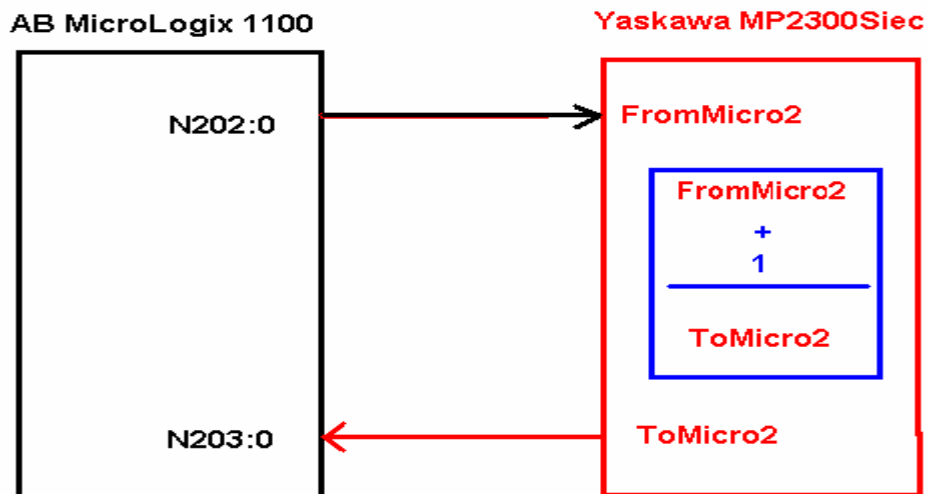 AB MicroLogix 1100
Yaskawa MP2300Siec
N202:0
FromMicro2
FromMicro2
+
1
ToMicro2
N203:0
ToMicro2